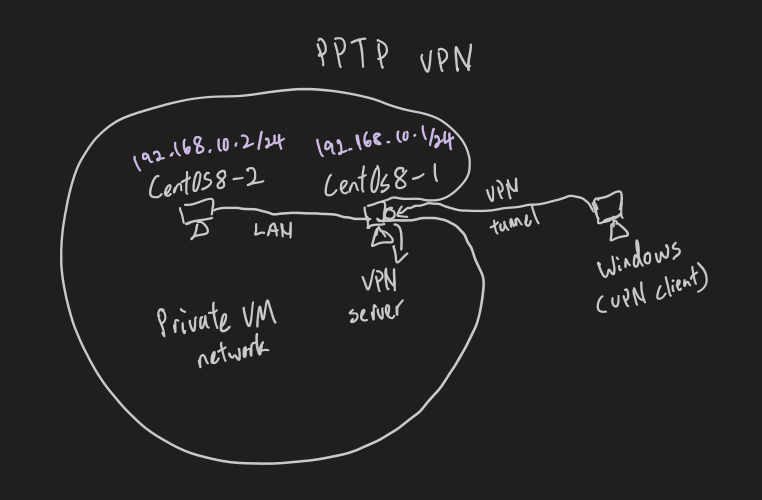 PPTP VPN
192.168.10.2/24
192.168.10.1/24
CentOS8-2
CentOS8-1
VPN
tunnel
LAN
Windows
(VPN client)
VPN
server
Private VM
network